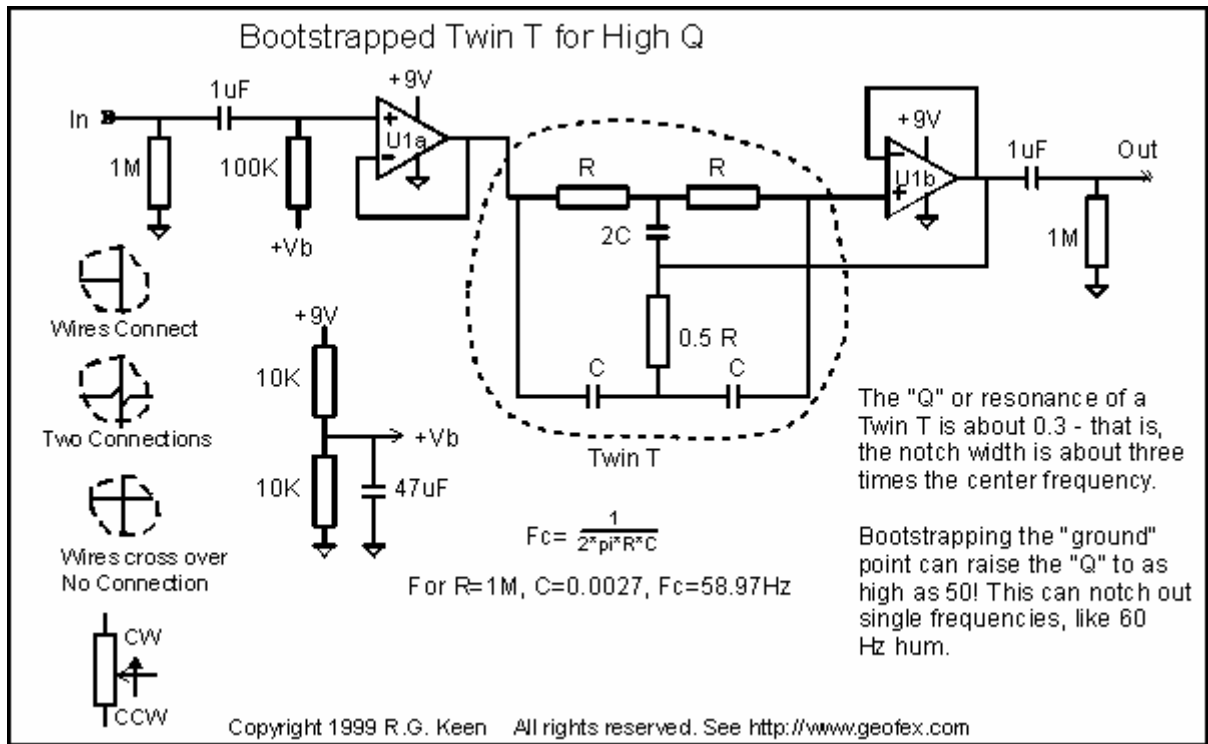 Bootstrapped Twin T for High Q
In
1uF
1M
100K
+Vb
+9V
+
-
U1a
R
R
2C
0.5 R
C
C
Twin T
+9V
-
+
U1b
1uF
Out
1M
Wires Connect
Two Connections
Wires cross over
No Connection
CW
CCW
+9V
10K
+Vb
10K
47uF
Fc= 1
2*pi*R*C
For R=1M, C=0.0027, Fc=58.97Hz
The "Q" or resonance of a
Twin T is about 0.3 - that is,
the notch width is about three
times the center frequency.
Bootstrapping the "ground"
point can raise the "Q" to as
high as 50! This can notch out
single frequencies, like 60
Hz hum.
Copyright 1999 R.G. Keen All rights reserved. See http://www.geofex.com